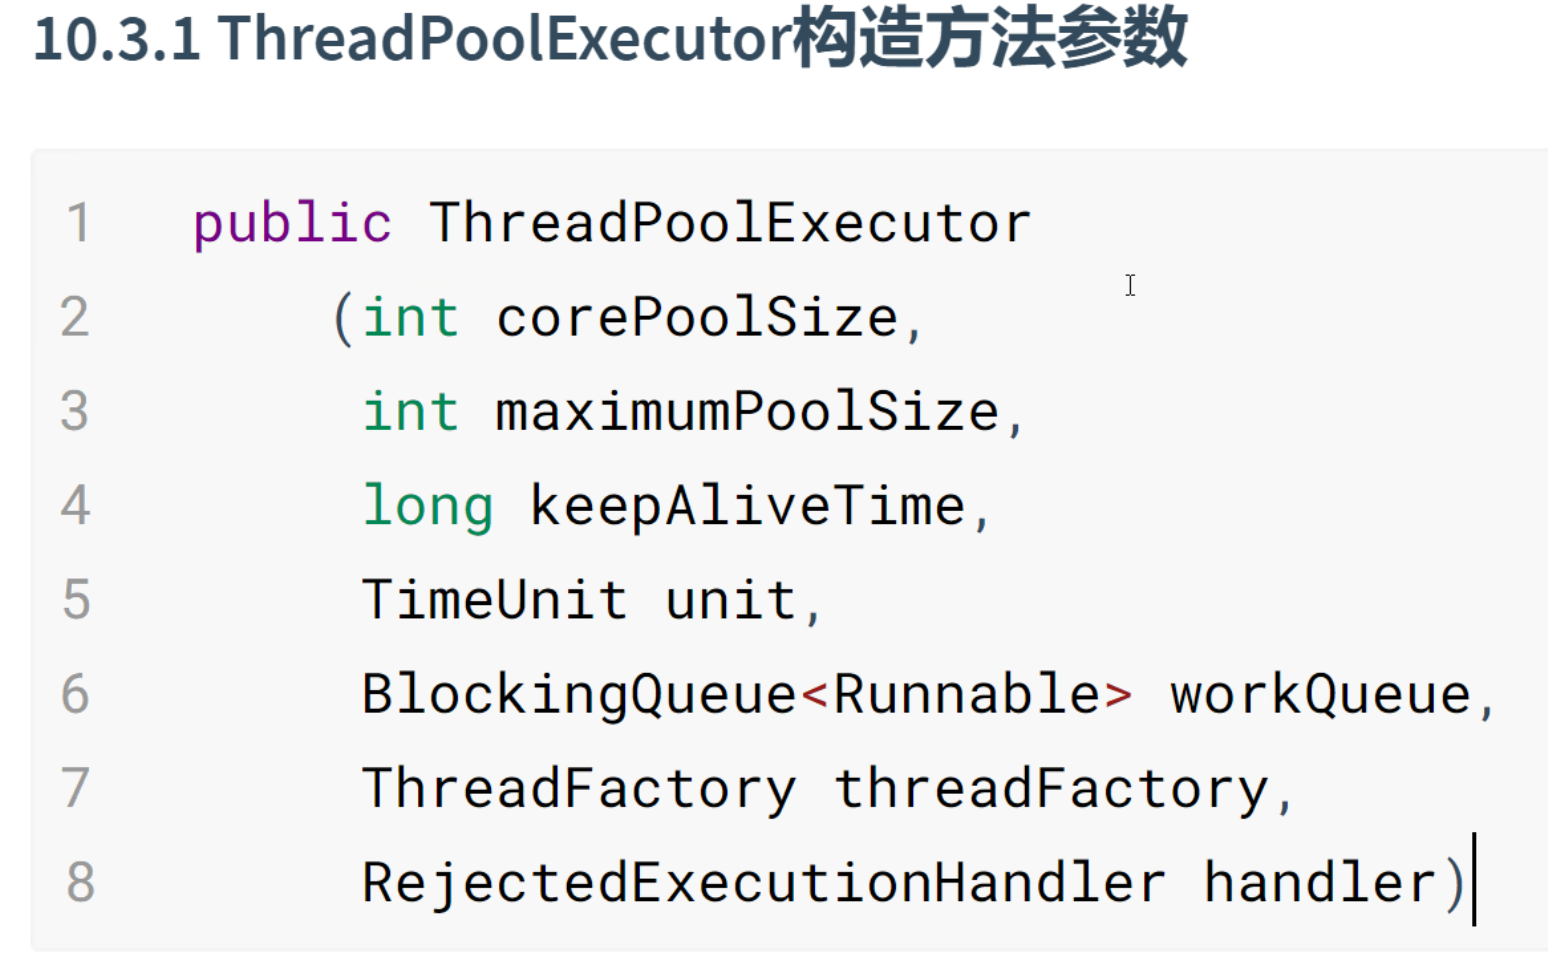 10.3.1 ThreadPoolExecutor构造方法参数
1 public ThreadPoolExecutor
2 (int corePoolSize,
3 int maximumPoolSize,
4 long keepAliveTime,
5 TimeUnit unit,
6 BlockingQueue<Runnable> workQueue,
7 ThreadFactory threadFactory,
8 RejectedExecutionHandler handler)